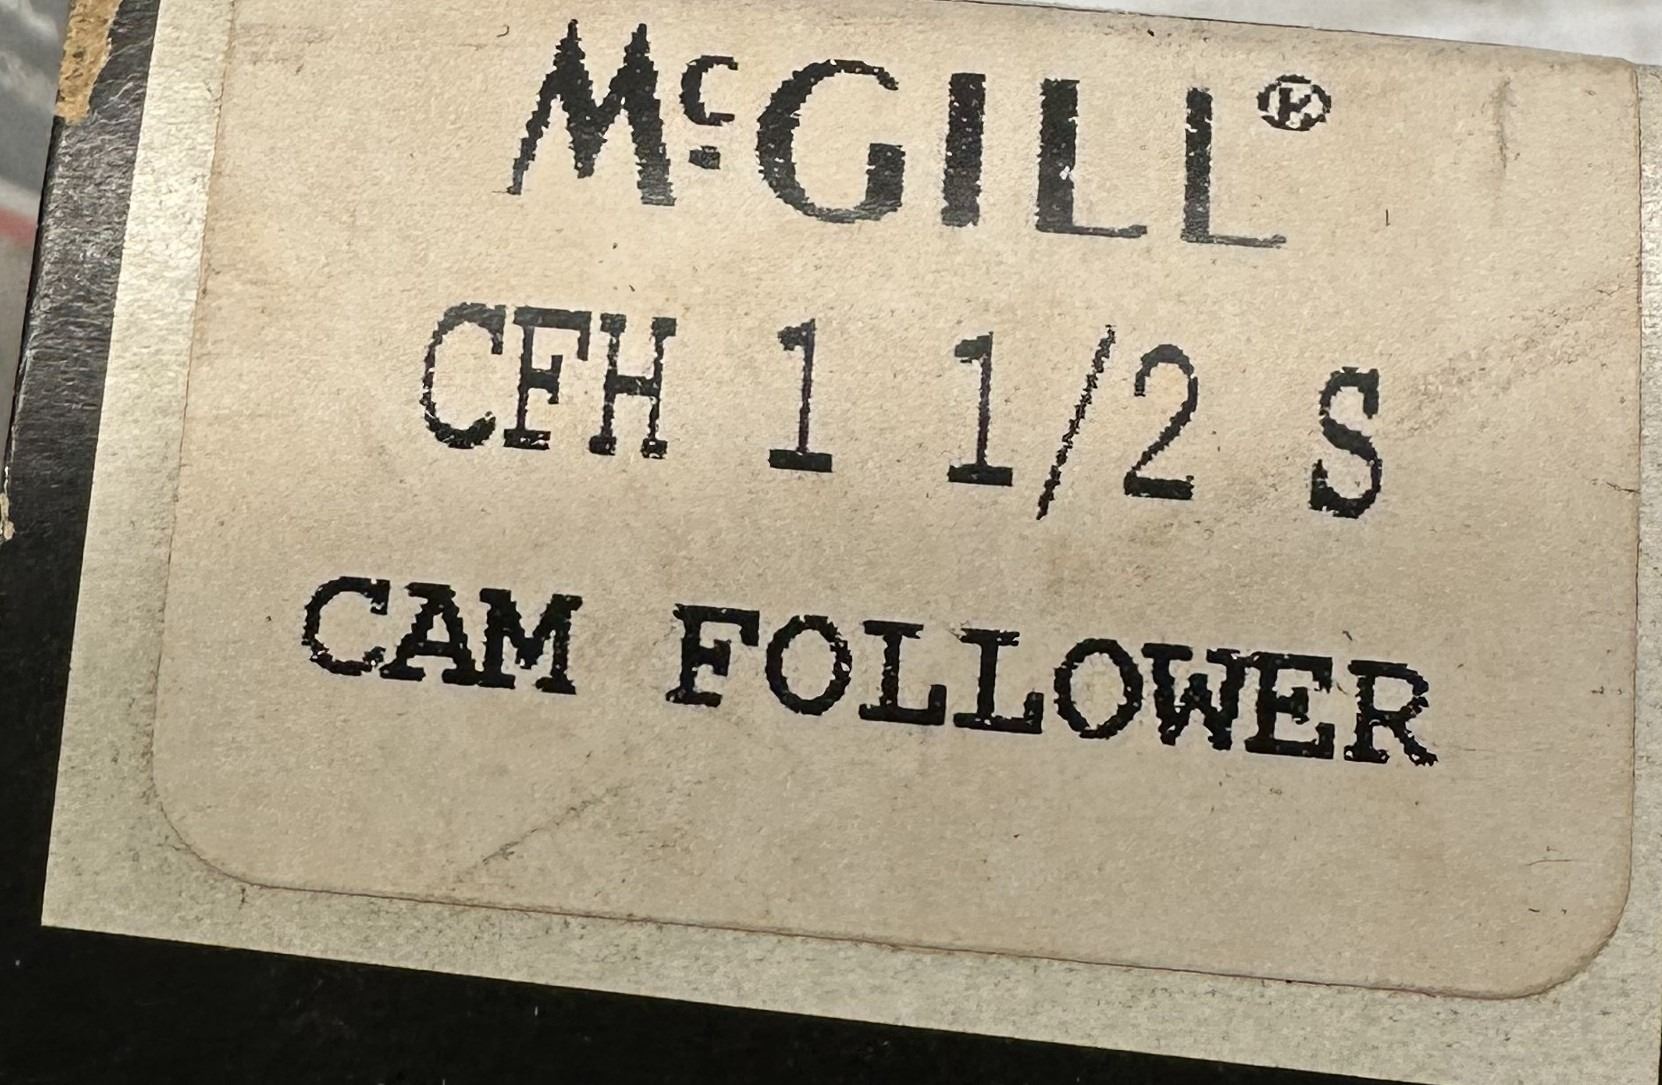 McGILL®
CFH 1 1/2 S
CAM FOLLOWER